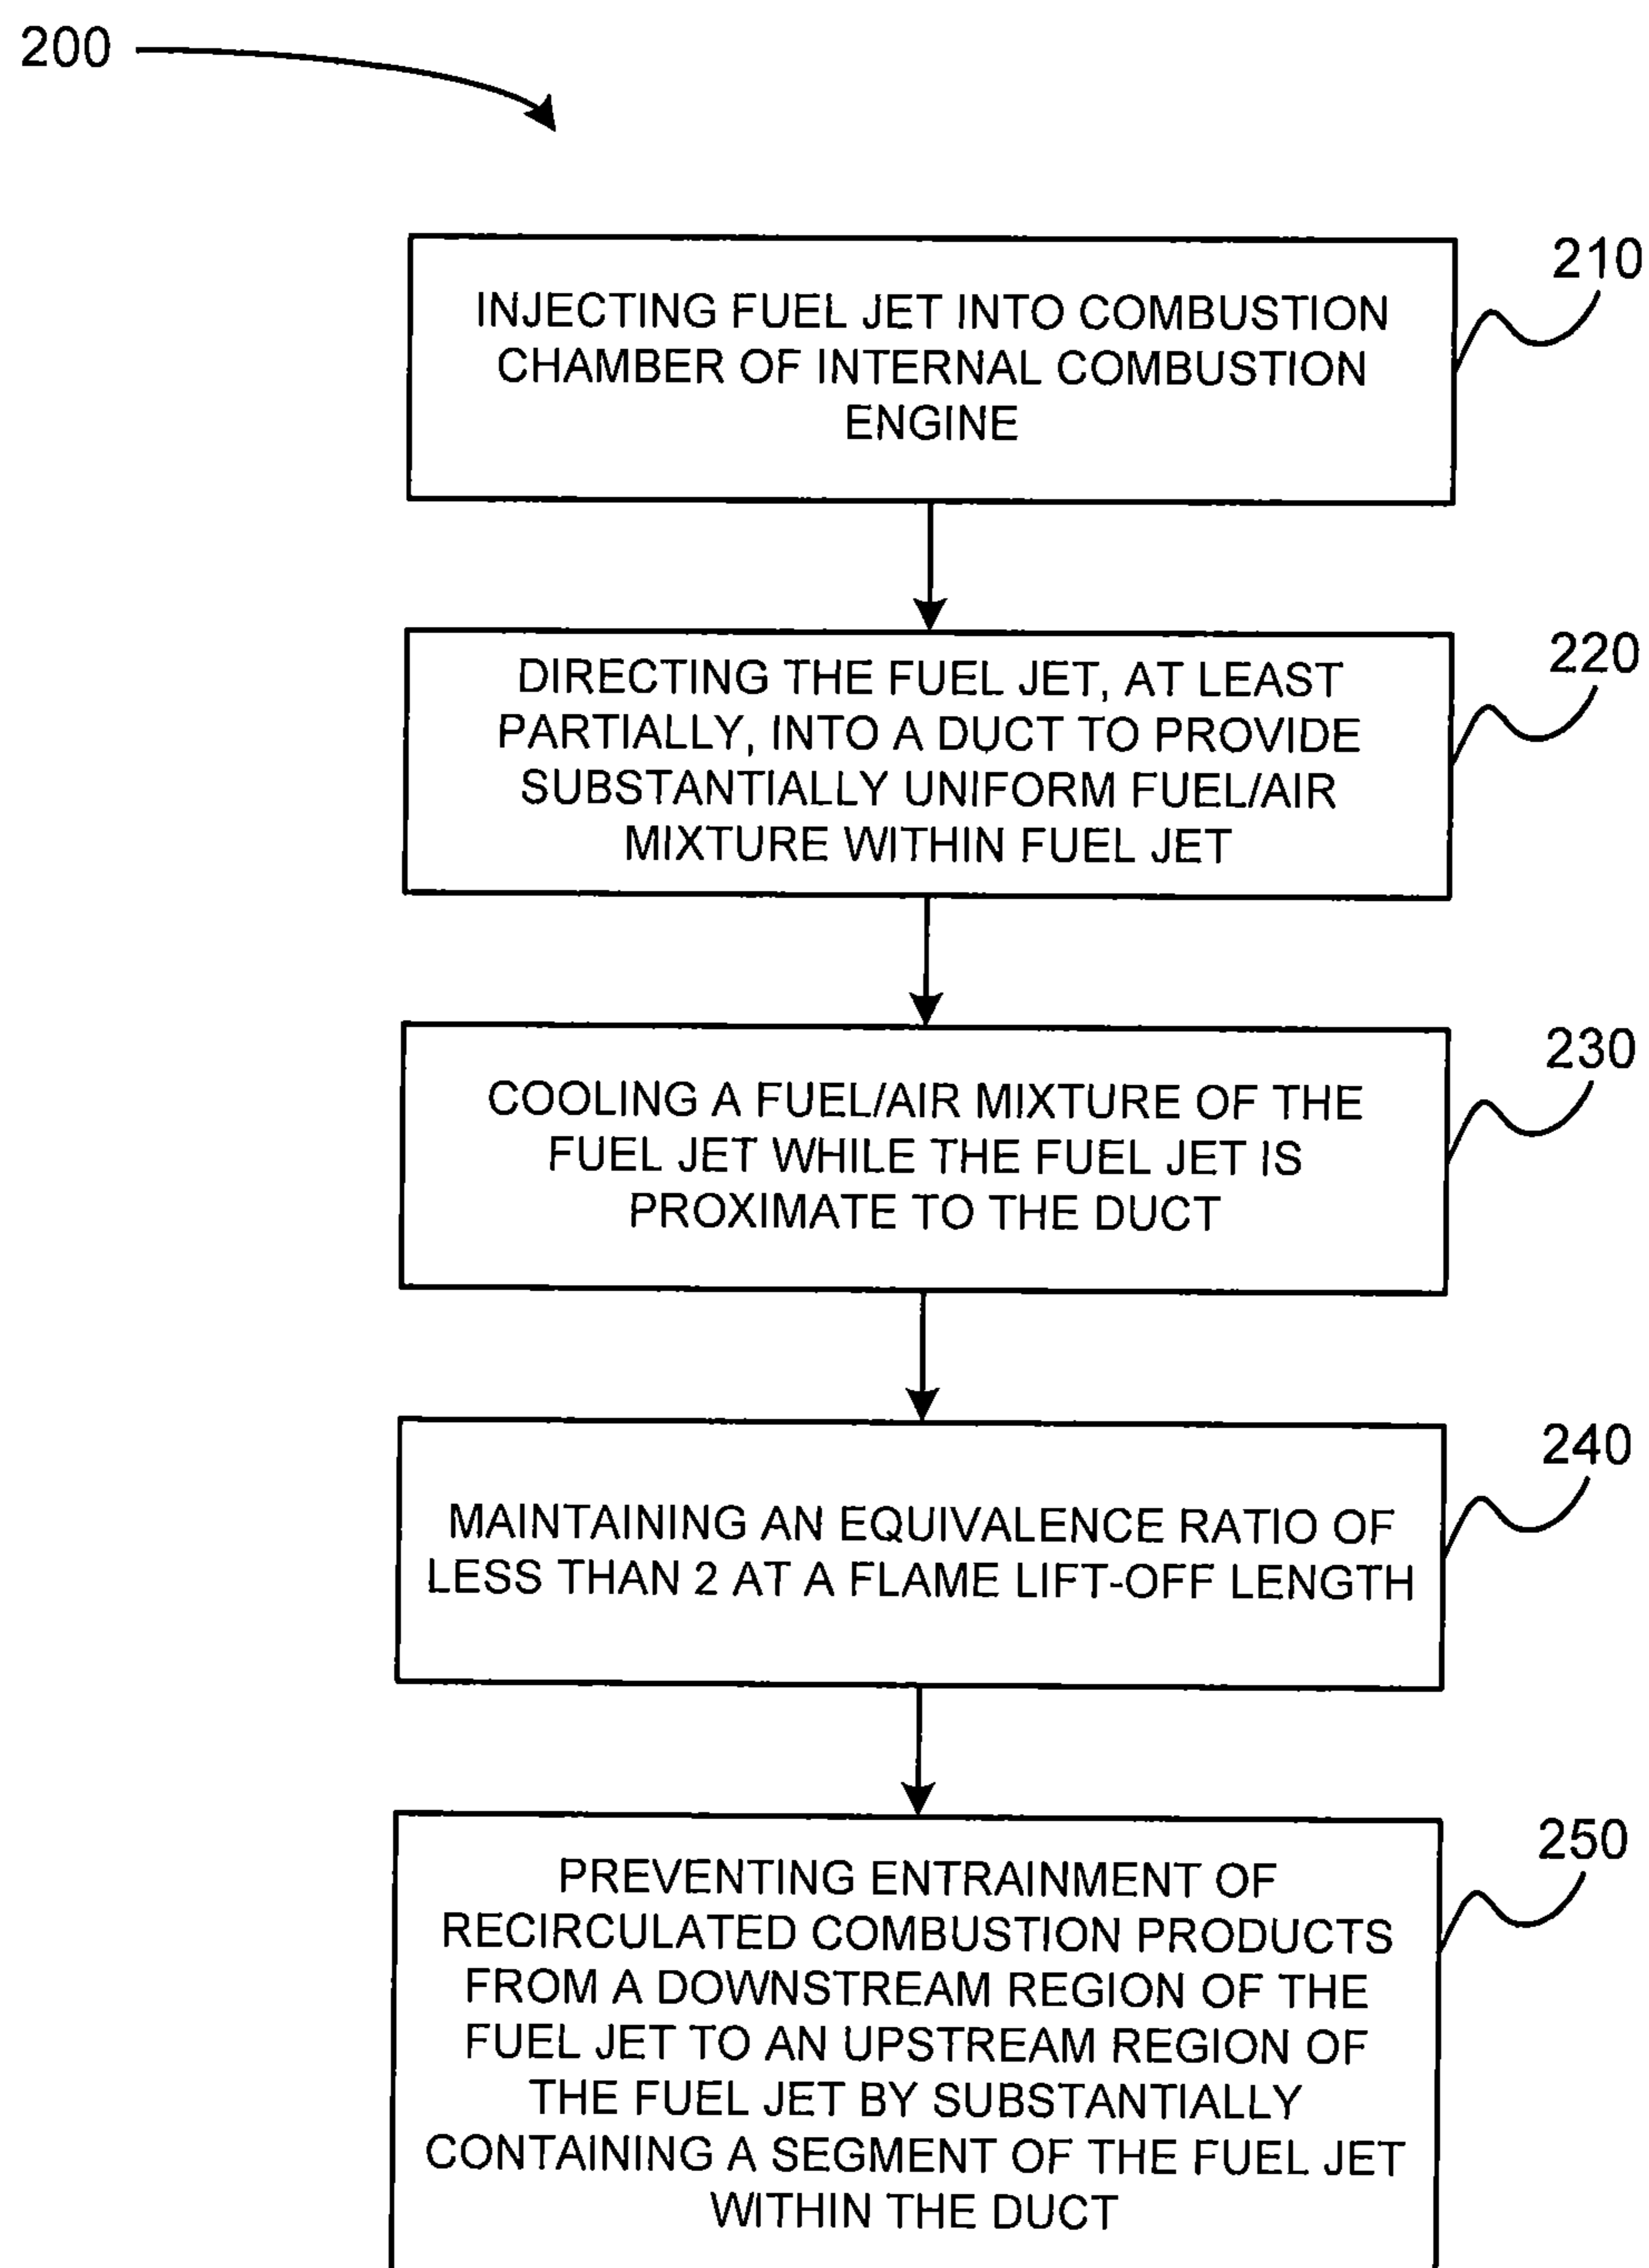 200
210
INJECTING FUEL JET INTO COMBUSTION
CHAMBER OF INTERNAL COMBUSTION
ENGINE
220
DIRECTING THE FUEL JET, AT LEAST
PARTIALLY, INTO A DUCT TO PROVIDE
SUBSTANTIALLY UNIFORM FUEL/AIR
MIXTURE WITHIN FUEL JET
230
COOLING A FUEL/AIR MIXTURE OF THE
FUEL JET WHILE THE FUEL JET IS
PROXIMATE TO THE DUCT
240
MAINTAINING AN EQUIVALENCE RATIO OF
LESS THAN 2 AT A FLAME LIFT-OFF LENGTH
250
PREVENTING ENTRAINMENT OF
RECIRCULATED COMBUSTION PRODUCTS
FROM A DOWNSTREAM REGION OF THE
FUEL JET TO AN UPSTREAM REGION OF
THE FUEL JET BY SUBSTANTIALLY
CONTAINING A SEGMENT OF THE FUEL JET
WITHIN THE DUCT